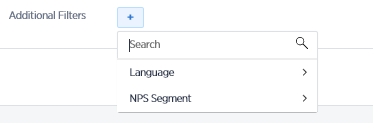 Additional Filters
+
Search
Language
NPS Segment